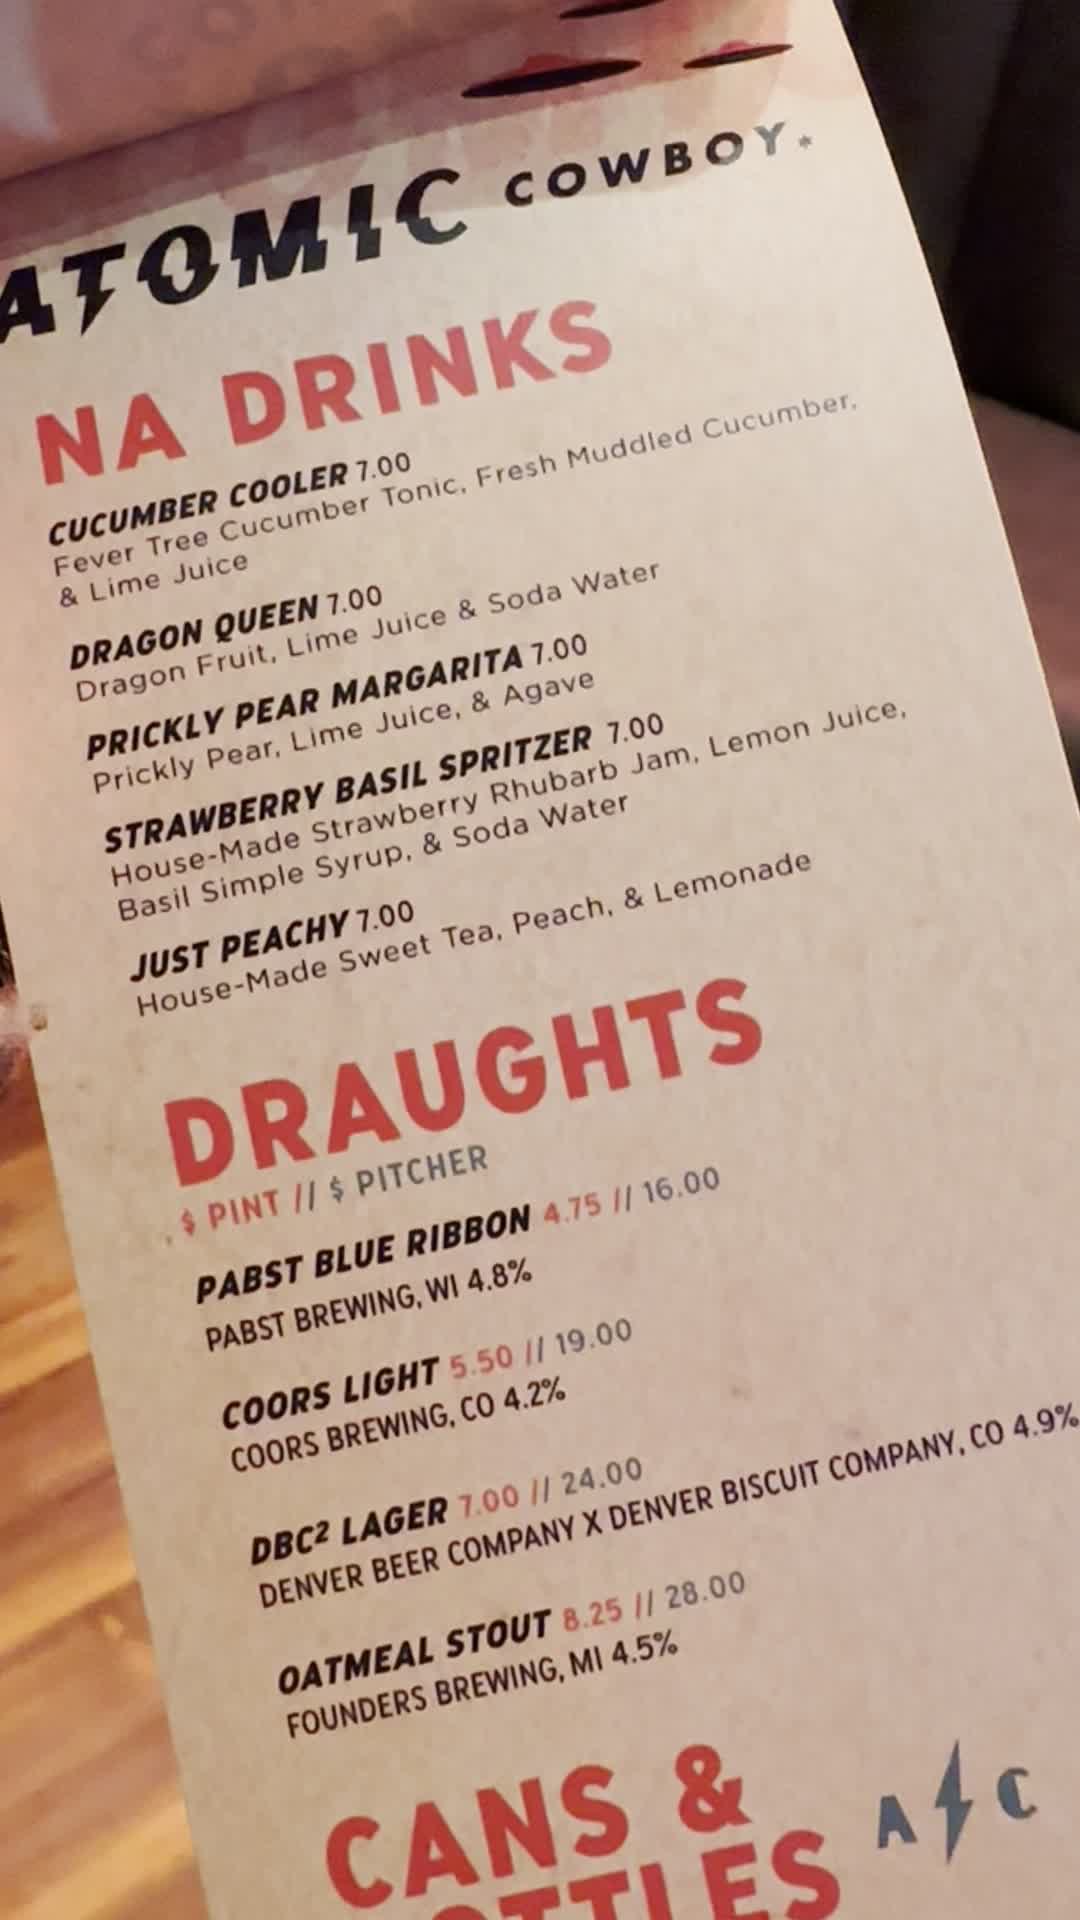 ATOMIC COWBOY.
NA DRINKS
CUCUMBER COOLER 7.00
Fever Tree Cucumber Tonic, Fresh Muddled Cucumber,
& Lime Juice
DRAGON QUEEN 7.00
Dragon Fruit, Lime Juice & Soda Water
PRICKLY PEAR MARGARITA 7.00
Prickly Pear, Lime Juice, & Agave
STRAWBERRY BASIL SPRITZER 7.00
House-Made Strawberry Rhubarb Jam, Lemon Juice,
Basil Simple Syrup, & Soda Water
JUST PEACHY 7.00
House-Made Sweet Tea, Peach, & Lemonade
DRAUGHTS
$ PINT // $ PITCHER
PABST BLUE RIBBON 4.75 // 16.00
PABST BREWING, WI 4.8%
COORS LIGHT 5.50 // 19.00
COORS BREWING, CO 4.2%
DBC² LAGER 7.00 // 24.00
DENVER BEER COMPANY X DENVER BISCUIT COMPANY, CO 4.9%
OATMEAL STOUT 8.25 // 28.00
FOUNDERS BREWING, MI 4.5%
CANS &
A C